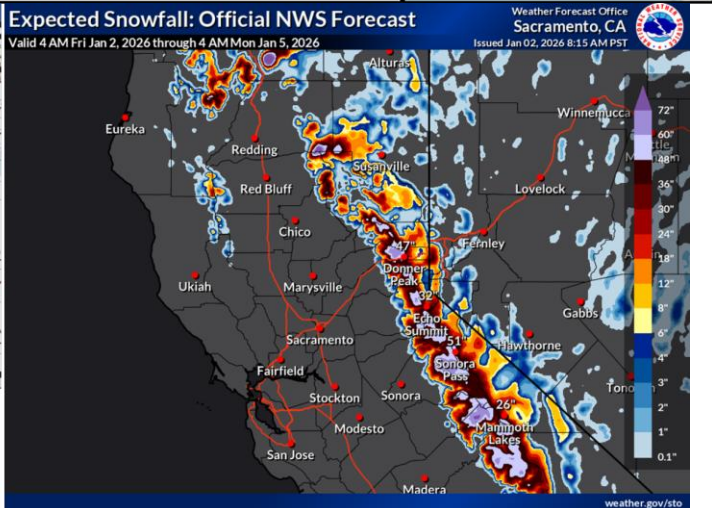 Expected Snowfall: Official NWS Forecast
Valid 4 AM Fri Jan 2, 2026 through 4 AM Mon Jan 5, 2026
Weather Forecast Office
Sacramento, CA
Issued Jan 02, 2026 8:15 AM PST
Alturas
72"
Winnemucca
Eureka
60"
Redding
48"
Susanville
36"
Red Bluff
Lovelock
30"
Chico
24"
47"
Fernley
18"
Donner
Peak
12"
Ukiah
Marysville
32"
Gabbs
8"
Echo
Summit
6"
Sacramento
51"
Hawthorne
4"
Sonora
Pass
Fairfield
3"
Stockton
Sonora
2"
26"
Modesto
Mammoth
Lakes
1"
San Jose
0.1"
Madera
weather.gov/sto